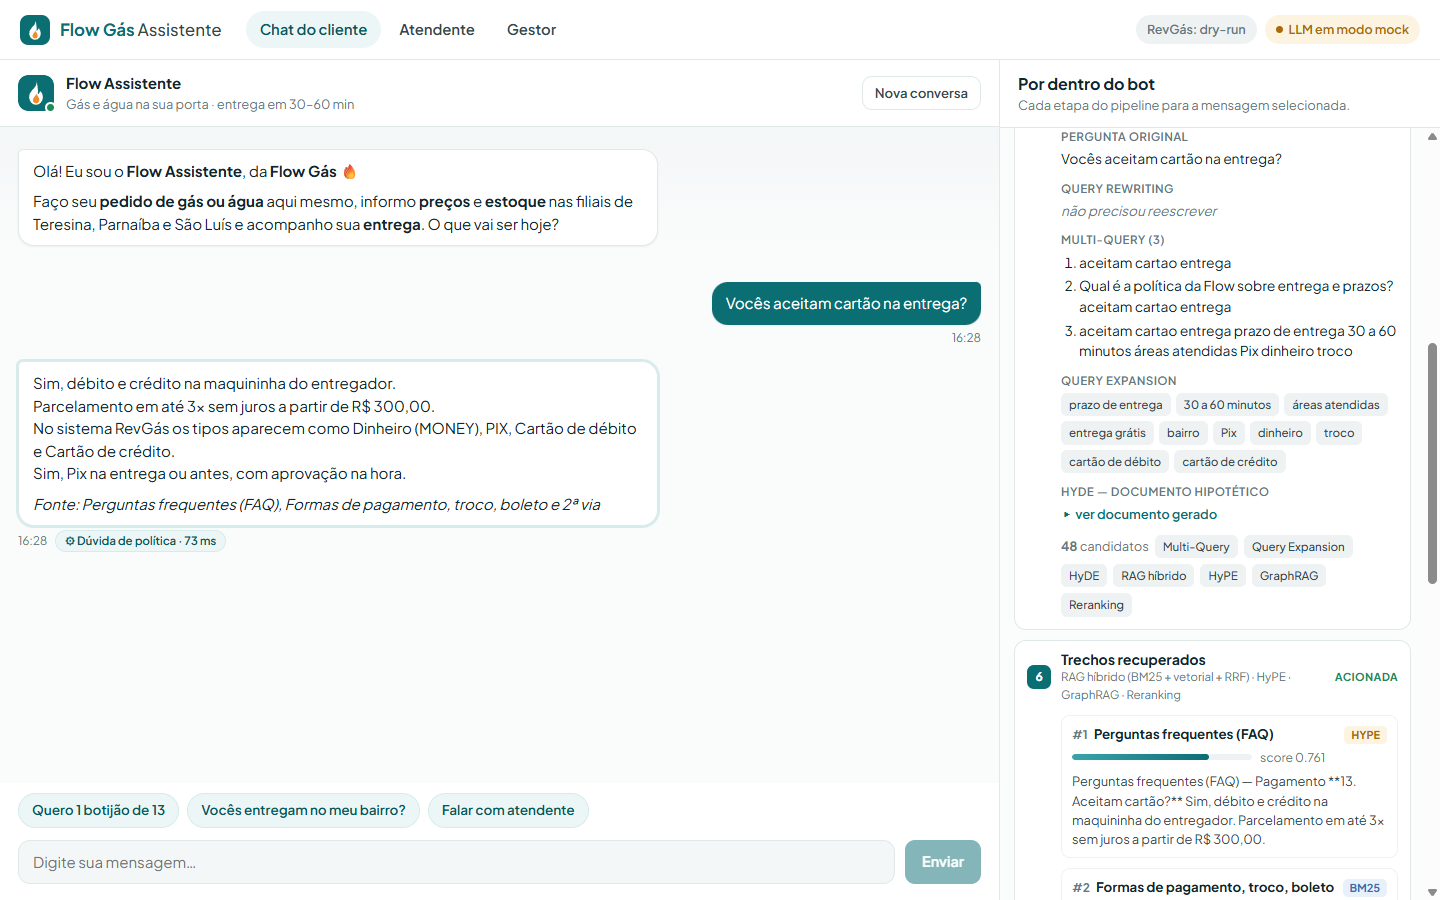 Flow Gás Assistente
Chat do cliente
Atendente
Gestor
RevGás: dry-run
LLM em modo mock
Flow Assistente
Gás e água na sua porta · entrega em 30–60 min
Nova conversa
Olá! Eu sou o Flow Assistente, da Flow Gás 🔥
Faço seu pedido de gás ou água aqui mesmo, informo preços e estoque nas filiais de
Teresina, Parnaíba e São Luís e acompanho sua entrega. O que vai ser hoje?
Vocês aceitam cartão na entrega?
16:28
Sim, débito e crédito na maquininha do entregador.
Parcelamento em até 3× sem juros a partir de R$ 300,00.
No sistema RevGás os tipos aparecem como Dinheiro (MONEY), PIX, Cartão de débito
e Cartão de crédito.
Sim, Pix na entrega ou antes, com aprovação na hora.
Fonte: Perguntas frequentes (FAQ), Formas de pagamento, troco, boleto e 2ª via
16:28
⚙ Dúvida de política · 73 ms
Quero 1 botijão de 13
Vocês entregam no meu bairro?
Falar com atendente
Digite sua mensagem...
Enviar
Por dentro do bot
Cada etapa do pipeline para a mensagem selecionada.
PERGUNTA ORIGINAL
Vocês aceitam cartão na entrega?
QUERY REWRITING
não precisou reescrever
MULTI-QUERY (3)
1. aceitam cartao entrega
2. Qual é a política da Flow sobre entrega e prazos?
aceitam cartao entrega
3. aceitam cartao entrega prazo de entrega 30 a 60
minutos áreas atendidas Pix dinheiro troco
QUERY EXPANSION
prazo de entrega
30 a 60 minutos
áreas atendidas
entrega grátis
bairro
Pix
dinheiro
troco
cartão de débito
cartão de crédito
HYDE — DOCUMENTO HIPOTÉTICO
▸ ver documento gerado
48 candidatos
Multi-Query
Query Expansion
HyDE
RAG híbrido
HyPE
GraphRAG
Reranking
6
Trechos recuperados
RAG híbrido (BM25 + vetorial + RRF) · HyPE ·
GraphRAG · Reranking
ACIONADA
#1 Perguntas frequentes (FAQ)
HYPE
score 0.761
Perguntas frequentes (FAQ) — Pagamento **13.
Aceitam cartão?** Sim, débito e crédito na
maquininha do entregador. Parcelamento em até 3×
sem juros a partir de R$ 300,00.
#2 Formas de pagamento, troco, boleto
BM25